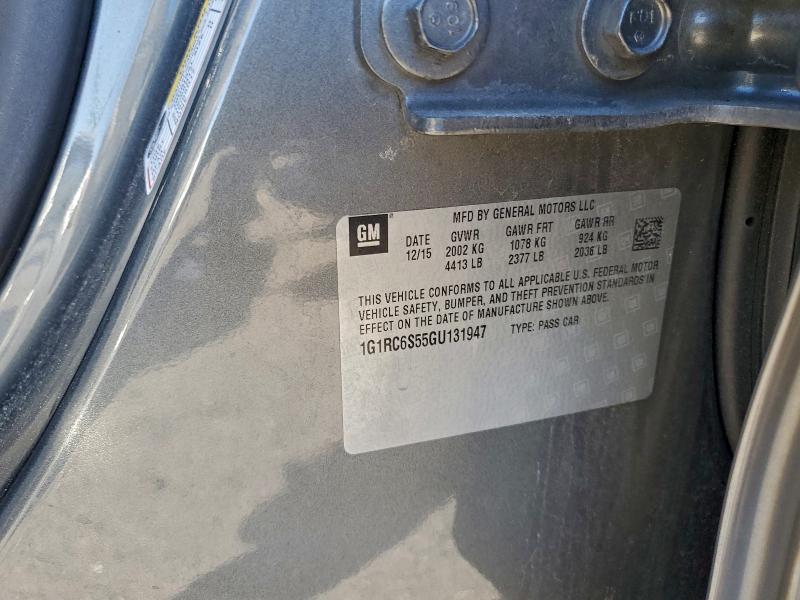 GM
MFD BY GENERAL MOTORS LLC
DATE GVWR GAWR FRT GAWR RR
12/15 2002 KG 1078 KG 924 KG
4413 LB 2377 LB 2036 LB
THIS VEHICLE CONFORMS TO ALL APPLICABLE U.S. FEDERAL MOTOR
VEHICLE SAFETY, BUMPER, AND THEFT PREVENTION STANDARDS IN
EFFECT ON THE DATE OF MANUFACTURE SHOWN ABOVE.
1G1RC6S55GU131947 TYPE: PASS CAR